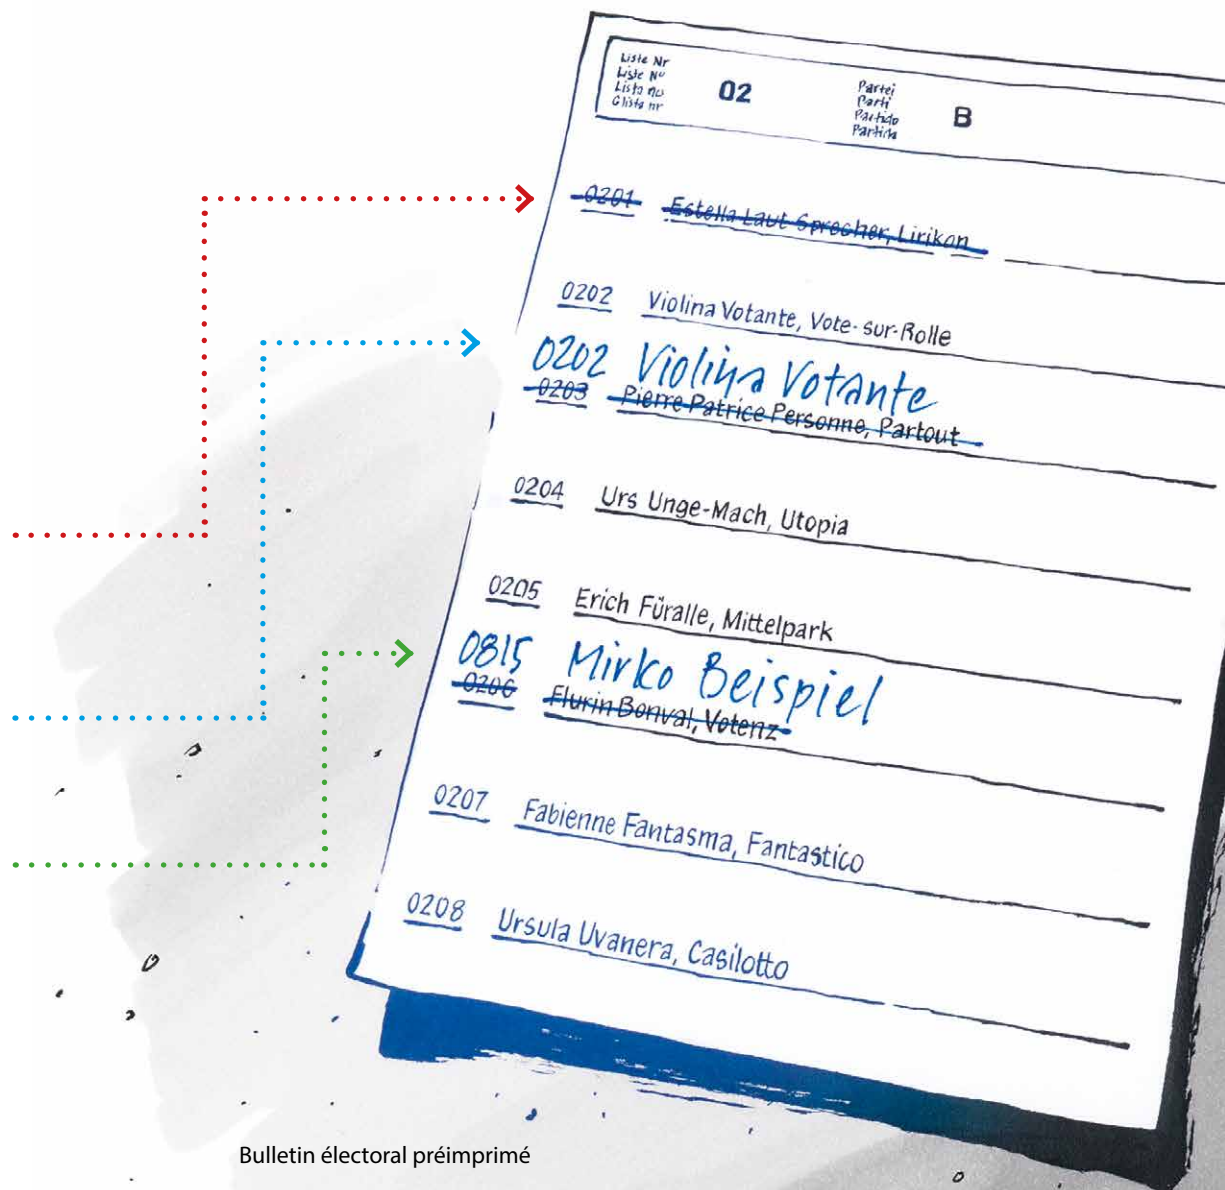 Liste Nr
Liste No
Lista no
Glista nr
02
Partei
Parti
Partido
Partida
B
0201 Estella Laut-Sprecher, Lirikon
0202 Violina Votante, Vote-sur-Rolle
0202 Violina Votante
0203 Pierre Patrice Personne, Partout
0204 Urs Unge-Mach, Utopia
0205 Erich Füralle, Mittelpark
0815 Mirko Beispiel
0206 Flurin Bonval, Votenz
0207 Fabienne Fantasma, Fantastico
0208 Ursula Uvanera, Casilotto
Bulletin électoral préimprimé